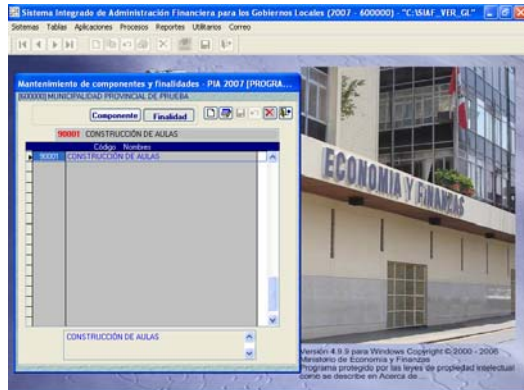 Sistema Integrado de Administración Financiera para los Gobiernos Locales (2007 - 600000) - "C:\SIAF_VER_GL"
Sistemas Tablas Aplicaciones Procesos Reportes Utilitarios Correo
Mantenimiento de componentes y finalidades - PIA 2007 [PROGRA...
[600000] MUNICIPALIDAD PROVINCIAL DE PRUEBA
Componente Finalidad
90001 CONSTRUCCIÓN DE AULAS
Código Nombres
90001 CONSTRUCCIÓN DE AULAS
CONSTRUCCIÓN DE AULAS
ECONOMIA Y FINANZAS
Versión 4.9.9 para Windows Copyright © 2000 - 2006
Ministerio de Economía y Finanzas
Programa protegido por las leyes de propiedad intelectual
como se describe en Acerca de ...